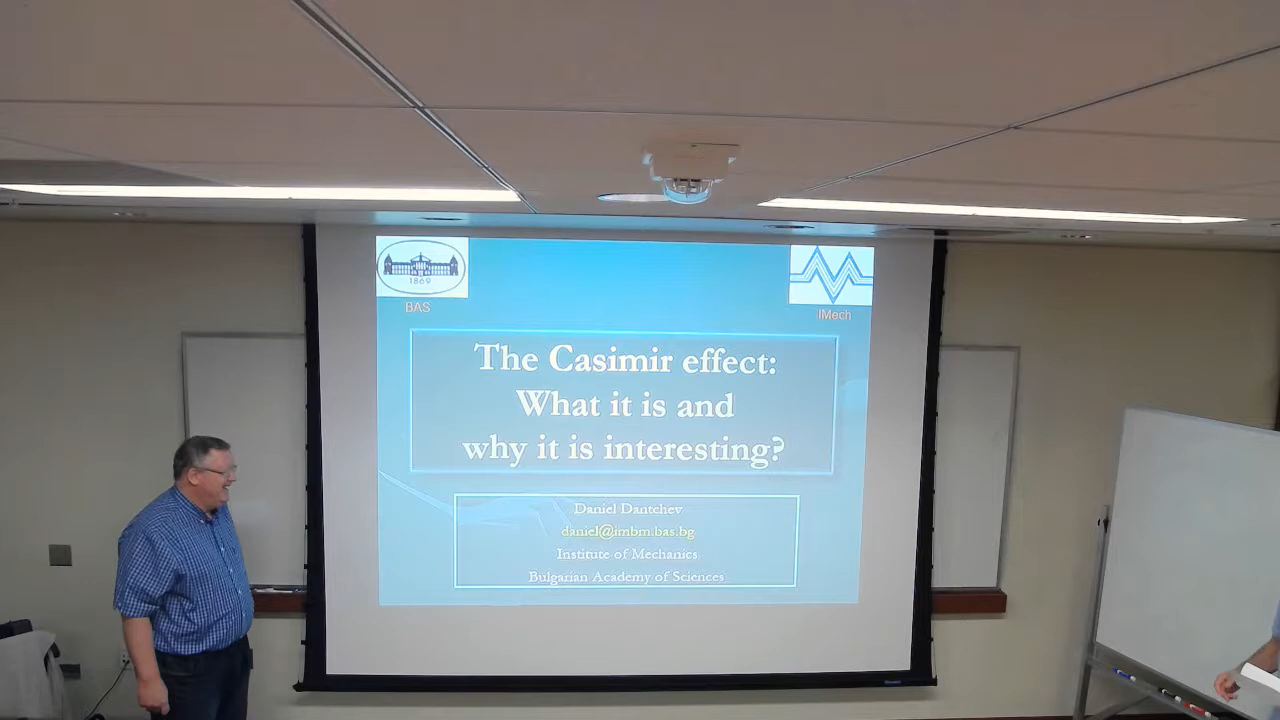 1869
BAS
IMech
The Casimir effect:
What it is and
why it is interesting?
Daniel Dantchev
daniel@imbm.bas.bg
Institute of Mechanics
Bulgarian Academy of Sciences